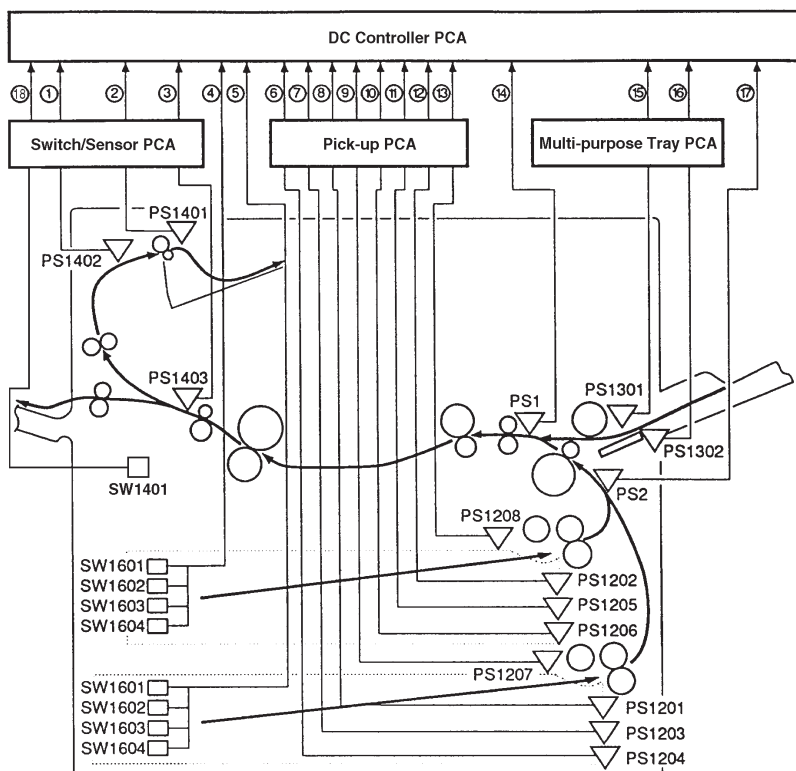 DC Controller PCA
⑱ ① ② ③ ④ ⑤ ⑥ ⑦ ⑧ ⑨ ⑩ ⑪ ⑫ ⑬ ⑭ ⑮ ⑯ ⑰
Switch/Sensor PCA
Pick-up PCA
Multi-purpose Tray PCA
PS1401
PS1402
PS1403
PS1
PS1301
PS1302
SW1401
PS2
PS1208
SW1601
SW1602
SW1603
SW1604
PS1202
PS1205
PS1206
PS1207
SW1601
SW1602
SW1603
SW1604
PS1201
PS1203
PS1204